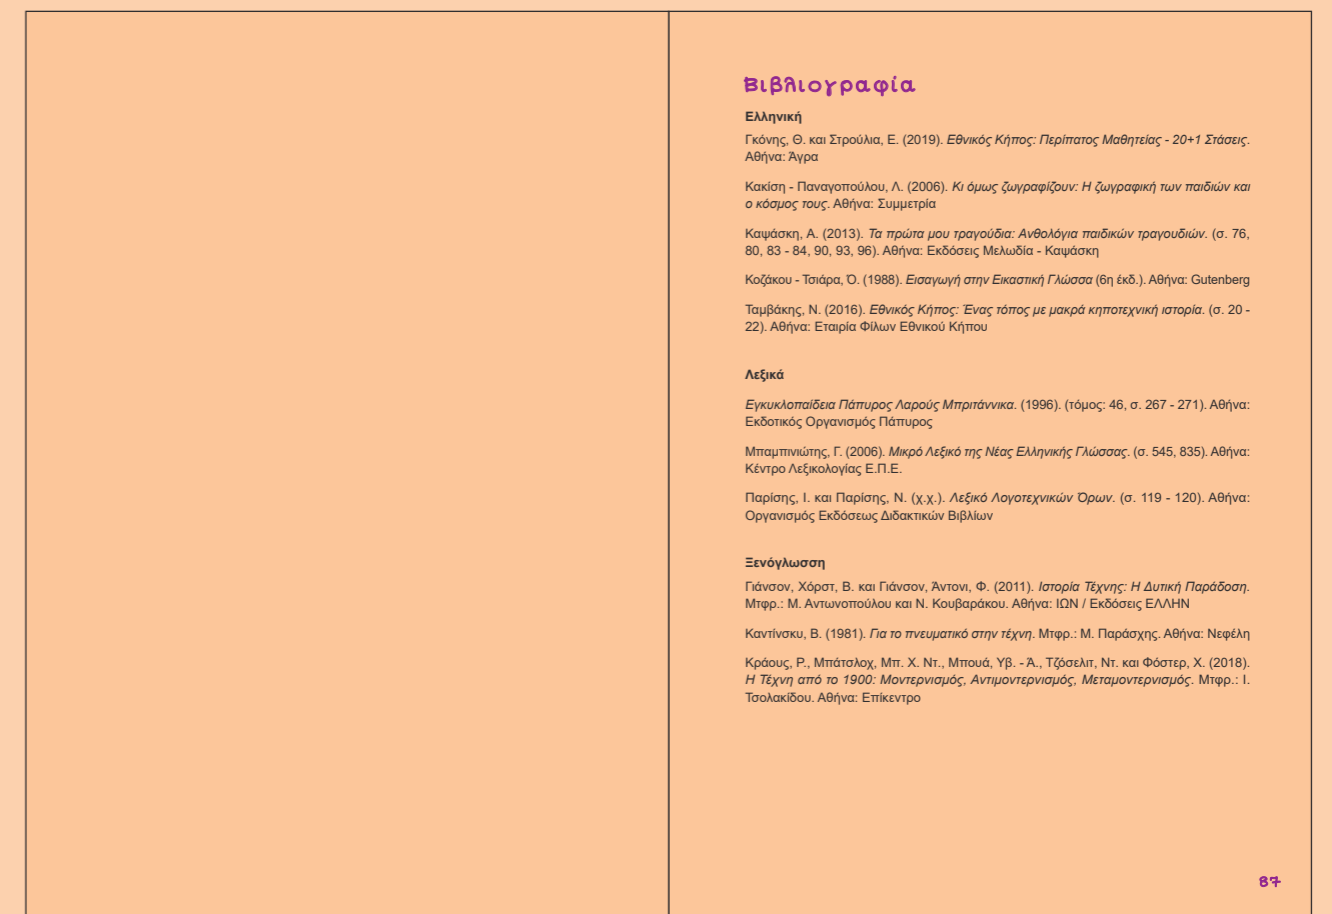 Βιβλιογραφία
Ελληνική
Γκόνης, Θ. και Στρούλια, Ε. (2019). Εθνικός Κήπος: Περίπατος Μαθητείας - 20+1 Στάσεις.
Αθήνα: Άγρα
Κακίση - Παναγοπούλου, Λ. (2006). Κι όμως ζωγραφίζουν: Η ζωγραφική των παιδιών και
ο κόσμος τους. Αθήνα: Συμμετρία
Καψάσκη, Α. (2013). Τα πρώτα μου τραγούδια: Ανθολόγια παιδικών τραγουδιών. (σ. 76,
80, 83 - 84, 90, 93, 96). Αθήνα: Εκδόσεις Μελωδία - Καψάσκη
Κοζάκου - Τσιάρα, Ό. (1988). Εισαγωγή στην Εικαστική Γλώσσα (6η έκδ.). Αθήνα: Gutenberg
Ταμβάκης, Ν. (2016). Εθνικός Κήπος: Ένας τόπος με μακρά κηποτεχνική ιστορία. (σ. 20 -
22). Αθήνα: Εταιρία Φίλων Εθνικού Κήπου
Λεξικά
Εγκυκλοπαίδεια Πάπυρος Λαρούς Μπριτάννικα. (1996). (τόμος: 46, σ. 267 - 271). Αθήνα:
Εκδοτικός Οργανισμός Πάπυρος
Μπαμπινιώτης, Γ. (2006). Μικρό Λεξικό της Νέας Ελληνικής Γλώσσας. (σ. 545, 835). Αθήνα:
Κέντρο Λεξικολογίας Ε.Π.Ε.
Παρίσης, Ι. και Παρίσης, Ν. (χ.χ.). Λεξικό Λογοτεχνικών Όρων. (σ. 119 - 120). Αθήνα:
Οργανισμός Εκδόσεως Διδακτικών Βιβλίων
Ξενόγλωσση
Γιάνσον, Χόρστ, Β. και Γιάνσον, Άντονι, Φ. (2011). Ιστορία Τέχνης: Η Δυτική Παράδοση.
Μτφρ.: Μ. Αντωνοπούλου και Ν. Κουβαράκου. Αθήνα: ΙΩΝ / Εκδόσεις ΕΛΛΗΝ
Καντίνσκυ, Β. (1981). Για το πνευματικό στην τέχνη. Μτφρ.: Μ. Παράσχης. Αθήνα: Νεφέλη
Κράους, Ρ., Μπάτσλοχ, Μπ. Χ. Ντ., Μπουά, Υβ. - Ά., Τζόσελιτ, Ντ. και Φόστερ, Χ. (2018).
Η Τέχνη από το 1900: Μοντερνισμός, Αντιμοντερνισμός, Μεταμοντερνισμός. Μτφρ.: Ι.
Τσολακίδου. Αθήνα: Επίκεντρο
87